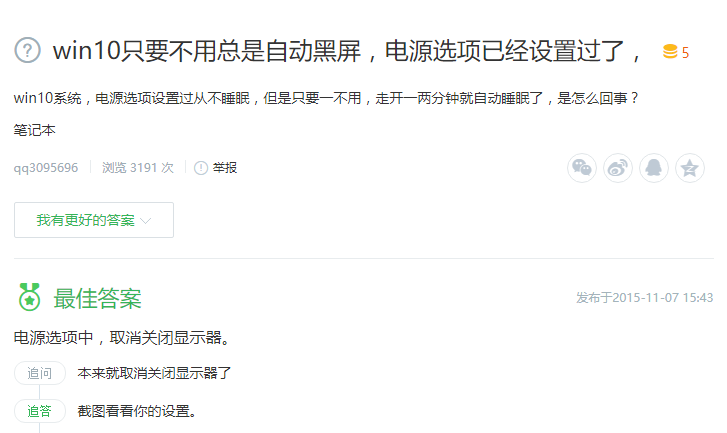 win10只要不用总是自动黑屏，电源选项已经设置过了， 5
win10系统，电源选项设置过从不睡眠，但是只要一不用，走开一两分钟就自动睡眠了，是怎么回事？
笔记本
qq3095696 浏览 3191 次 举报
我有更好的答案
最佳答案 发布于2015-11-07 15:43
电源选项中，取消关闭显示器。
追问 本来就取消关闭显示器了
追答 截图看看你的设置。